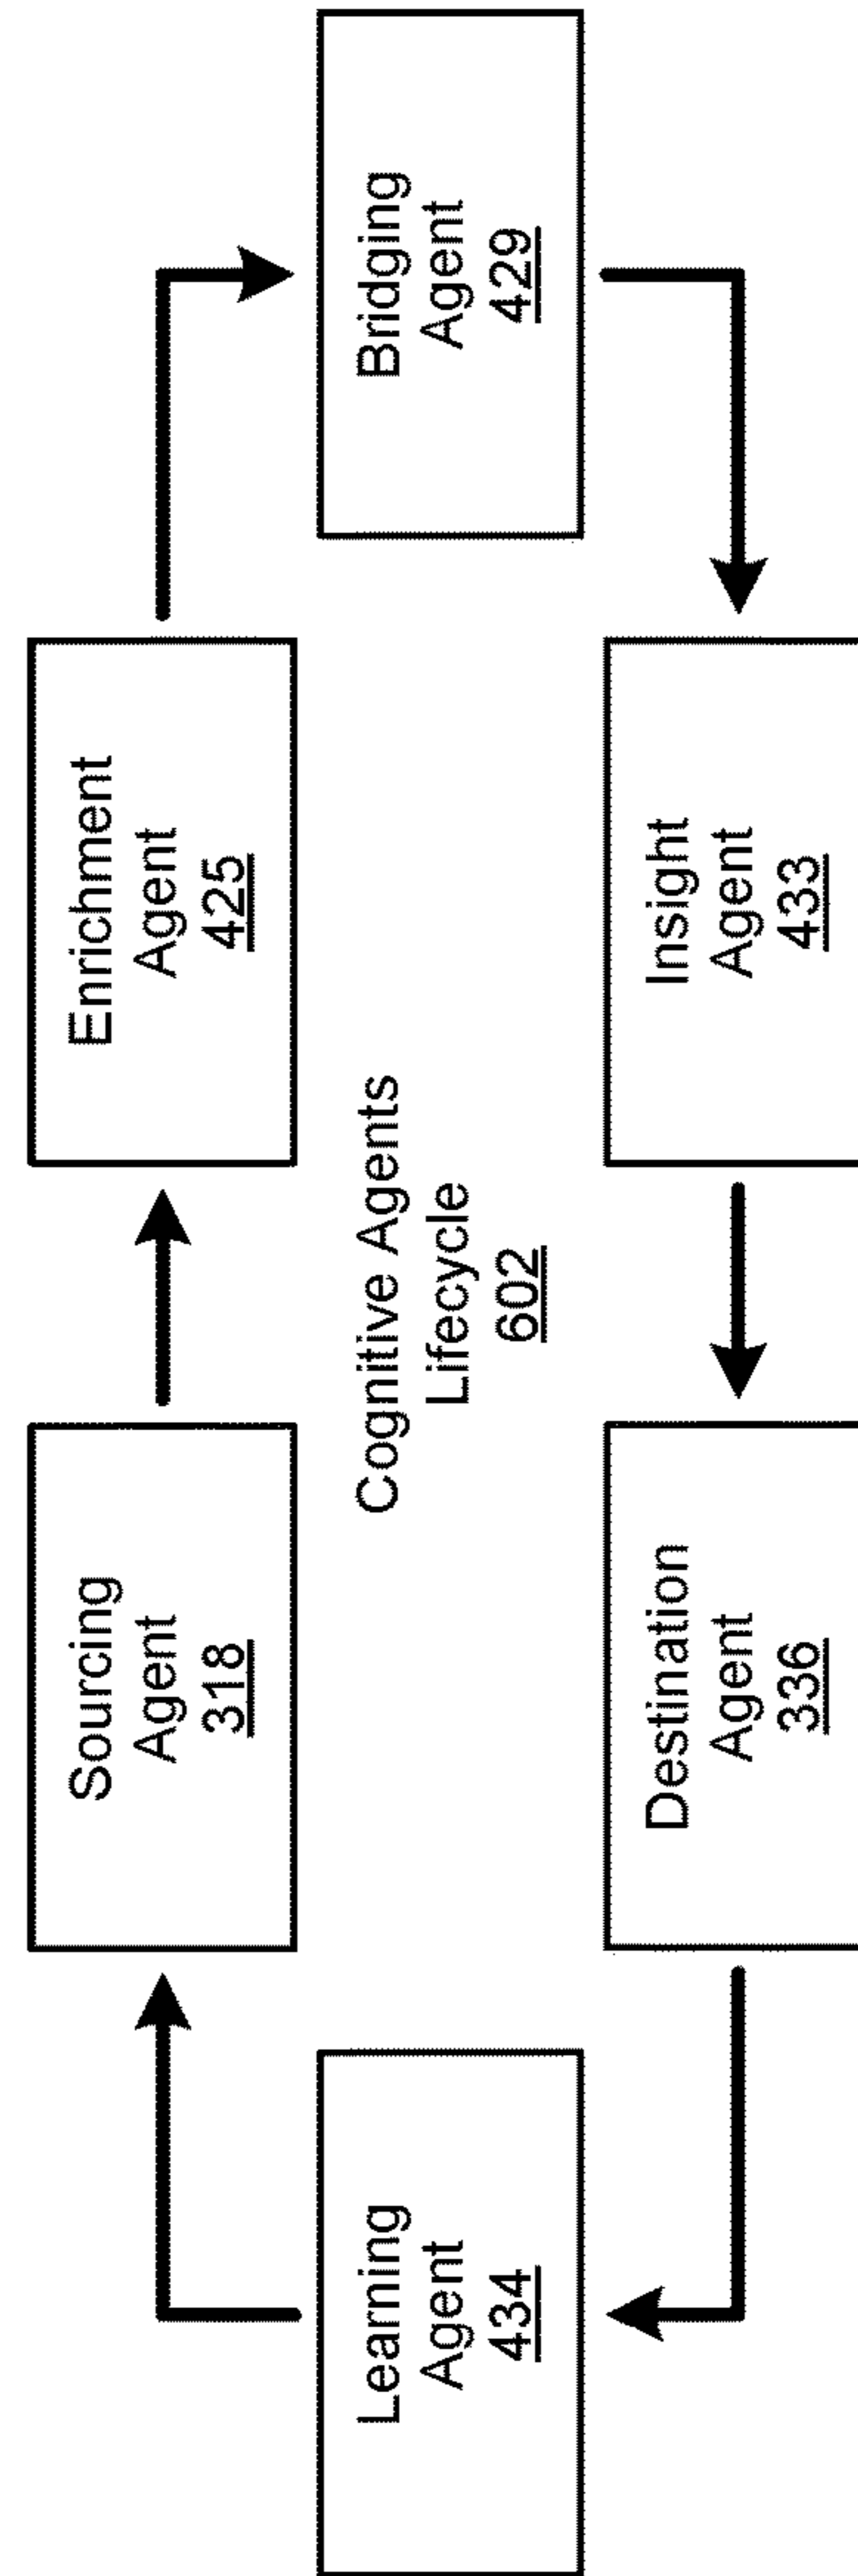 Sourcing
Agent
318
Enrichment
Agent
425
Learning
Agent
434
Cognitive Agents
Lifecycle
602
Bridging
Agent
429
Destination
Agent
336
Insight
Agent
433